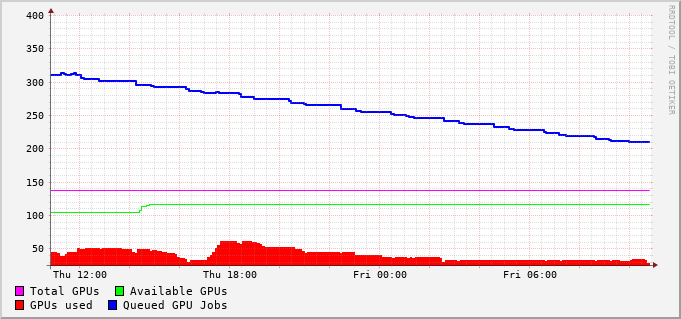 400
350
300
250
200
150
100
50
Thu 12:00 Thu 18:00 Fri 00:00 Fri 06:00
Total GPUs Available GPUs
GPUs used Queued GPU Jobs
RRDTOOL / TOBI OETIKER